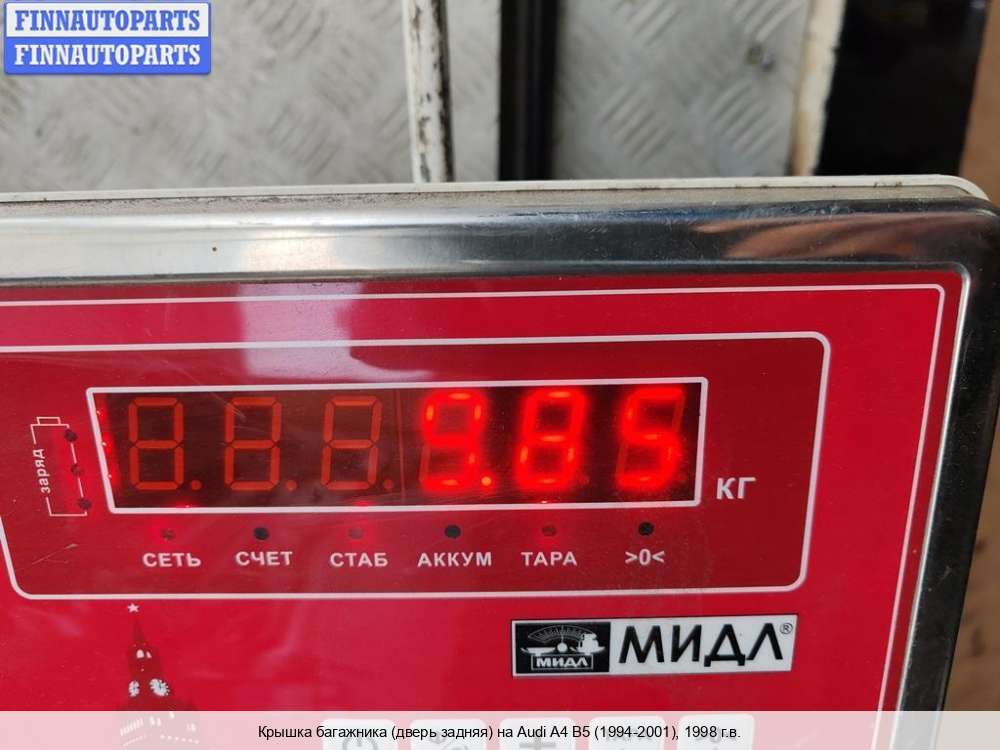 FINNAUTOPARTS
FINNAUTOPARTS
9.85
КГ
заряд
СЕТЬ СЧЕТ СТАБ АККУМ ТАРА >0<
МИДЛ
МИДЛ®
Крышка багажника (дверь задняя) на Audi A4 B5 (1994-2001), 1998 г.в.